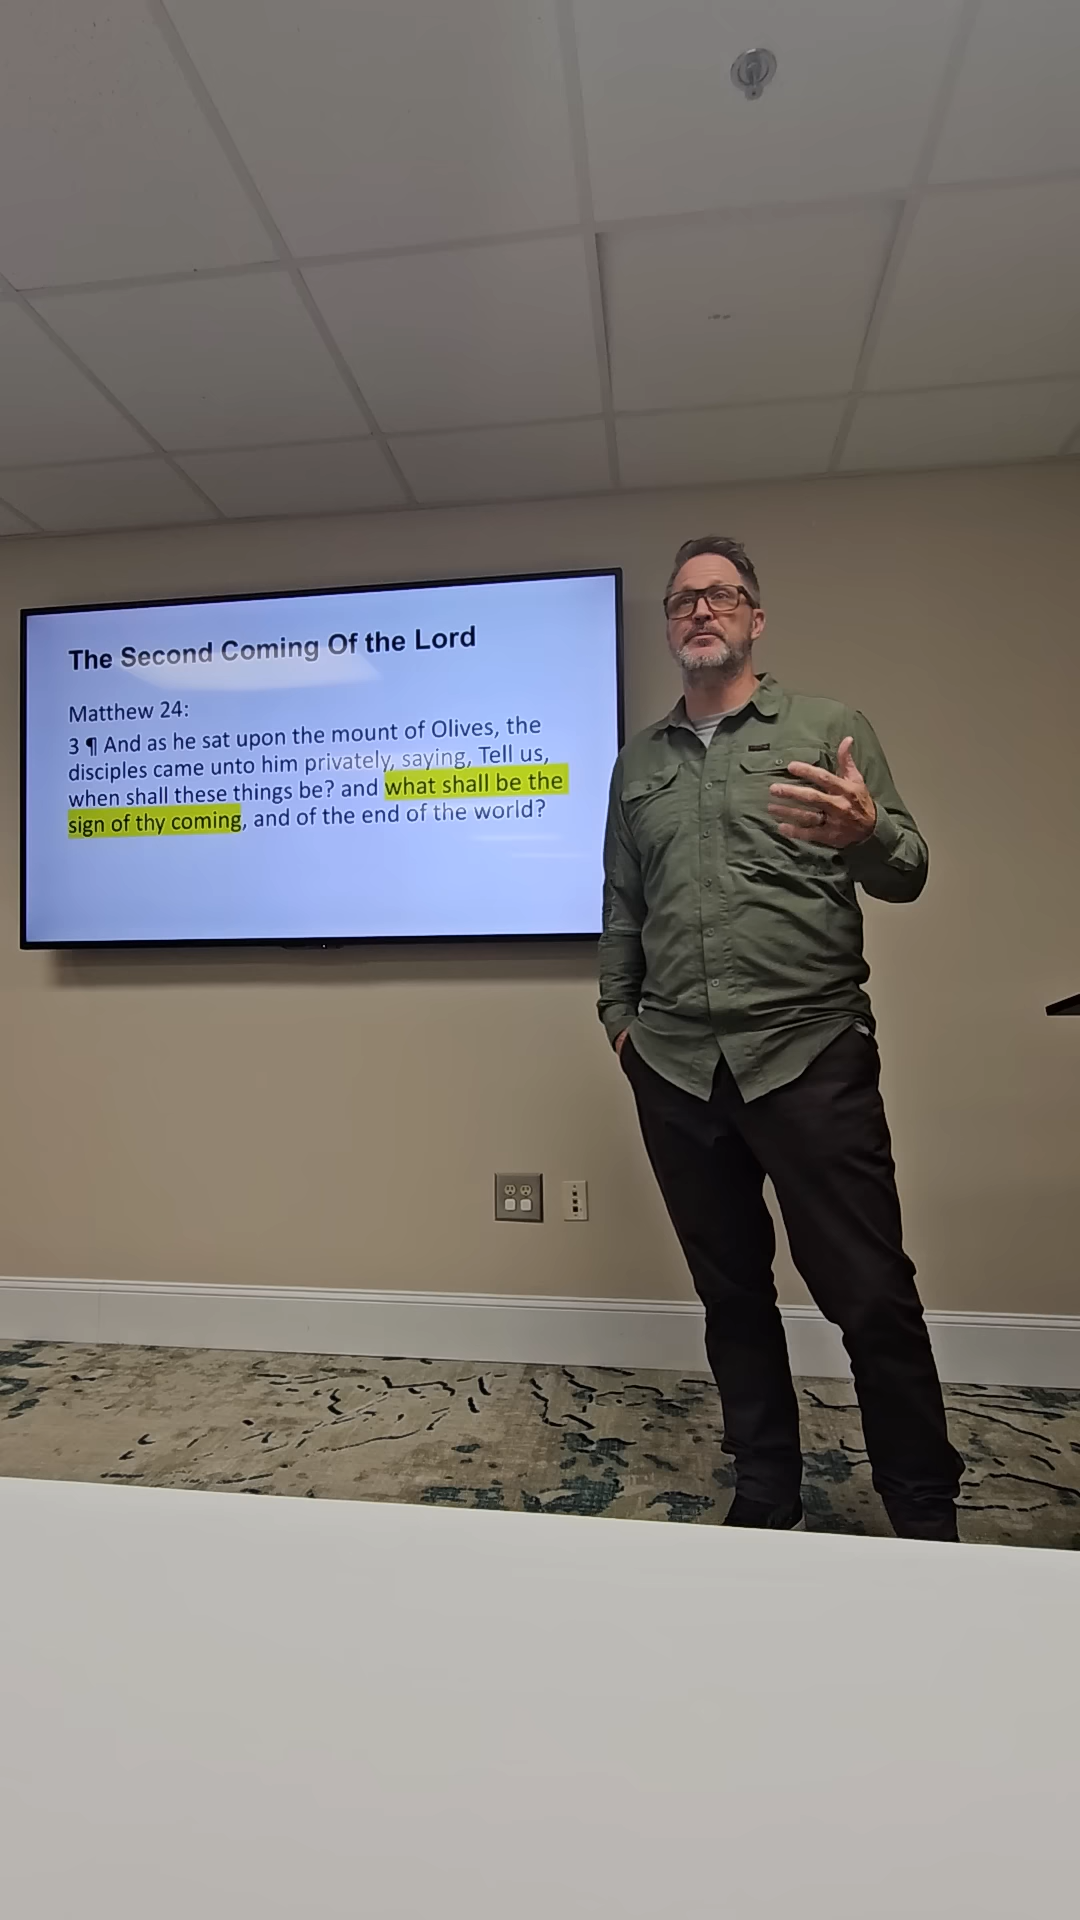 The Second Coming Of the Lord
Matthew 24:
3 ¶ And as he sat upon the mount of Olives, the
disciples came unto him privately, saying, Tell us,
when shall these things be? and what shall be the
sign of thy coming, and of the end of the world?